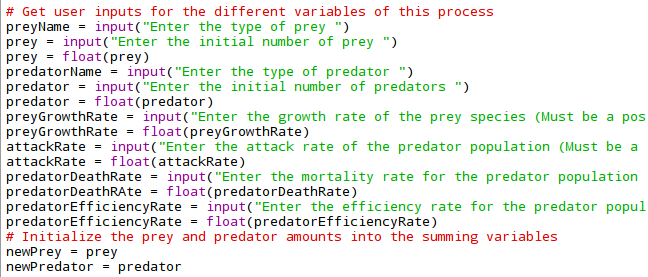 # Get user inputs for the different variables of this process
preyName = input("Enter the type of prey ")
prey = input("Enter the initial number of prey ")
prey = float(prey)
predatorName = input("Enter the type of predator ")
predator = input("Enter the initial number of predators ")
predator = float(predator)
preyGrowthRate = input("Enter the growth rate of the prey species (Must be a pos
preyGrowthRate = float(preyGrowthRate)
attackRate = input("Enter the attack rate of the predator population (Must be a
attackRate = float(attackRate)
predatorDeathRate = input("Enter the mortality rate for the predator population
predatorDeathRAte = float(predatorDeathRate)
predatorEfficiencyRate = input("Enter the efficiency rate for the predator popul
predatorEfficiencyRate = float(predatorEfficiencyRate)
# Initialize the prey and predator amounts into the summing variables
newPrey = prey
newPredator = predator